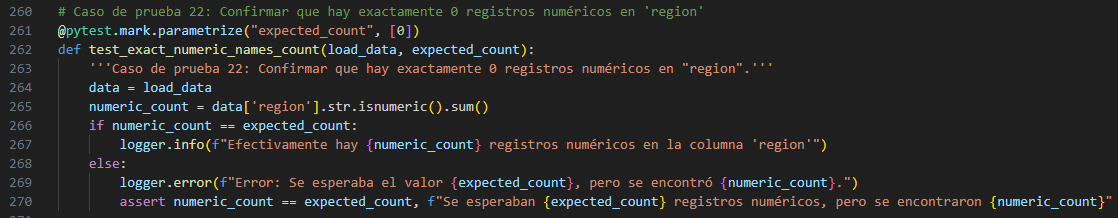 260 # Caso de prueba 22: Confirmar que hay exactamente 0 registros numéricos en 'region'
261 @pytest.mark.parametrize("expected_count", [0])
262 def test_exact_numeric_names_count(load_data, expected_count):
263 '''Caso de prueba 22: Confirmar que hay exactamente 0 registros numéricos en "region".'''
264 data = load_data
265 numeric_count = data['region'].str.isnumeric().sum()
266 if numeric_count == expected_count:
267 logger.info(f"Efectivamente hay {numeric_count} registros numéricos en la columna 'region'")
268 else:
269 logger.error(f"Error: Se esperaba el valor {expected_count}, pero se encontró {numeric_count}.")
270 assert numeric_count == expected_count, f"Se esperaban {expected_count} registros numéricos, pero se encontraron {numeric_count}"